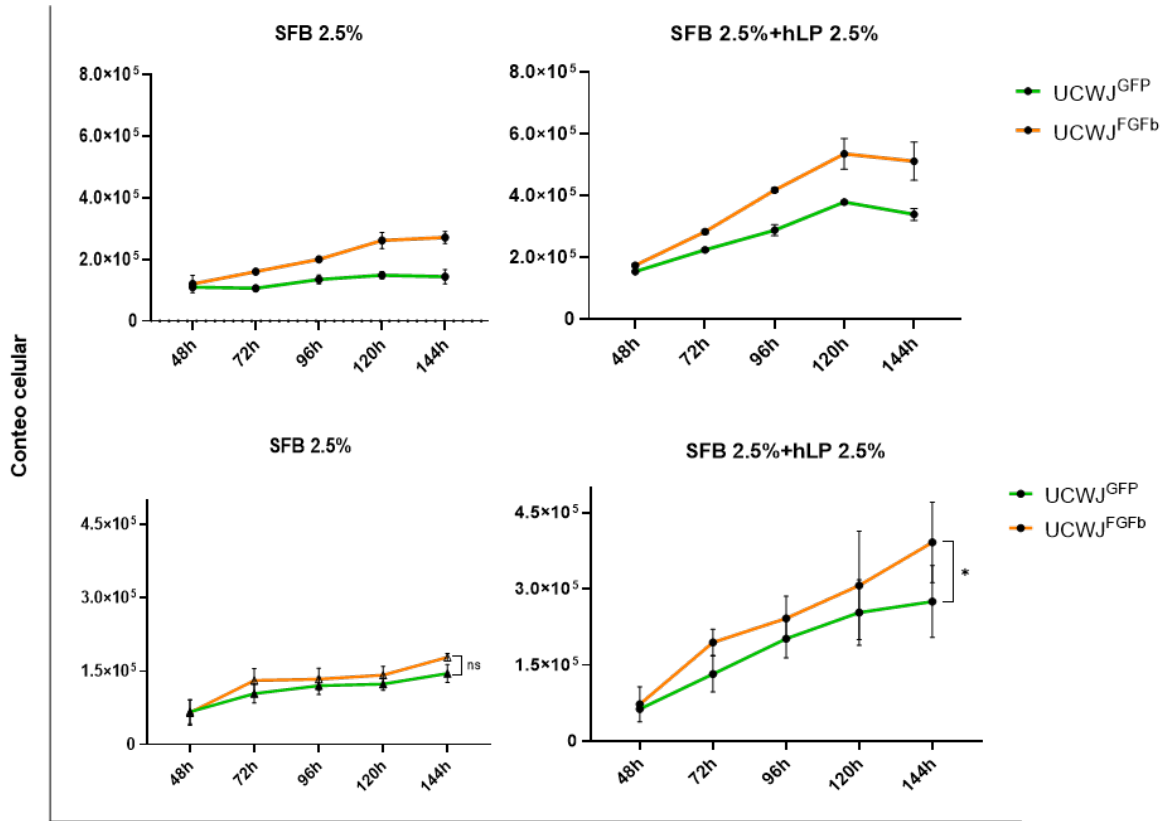 Conteo celular
SFB 2.5%
8.0×10⁵
6.0×10⁵
4.0×10⁵
2.0×10⁵
0
48h
72h
96h
120h
144h
SFB 2.5%+hLP 2.5%
8.0×10⁵
6.0×10⁵
4.0×10⁵
2.0×10⁵
0
48h
72h
96h
120h
144h
UCWJ^GFP
UCWJ^FGFb
SFB 2.5%
4.5×10⁵
3.0×10⁵
1.5×10⁵
0
ns
48h
72h
96h
120h
144h
SFB 2.5%+hLP 2.5%
4.5×10⁵
3.0×10⁵
1.5×10⁵
0
*
48h
72h
96h
120h
144h
UCWJ^GFP
UCWJ^FGFb